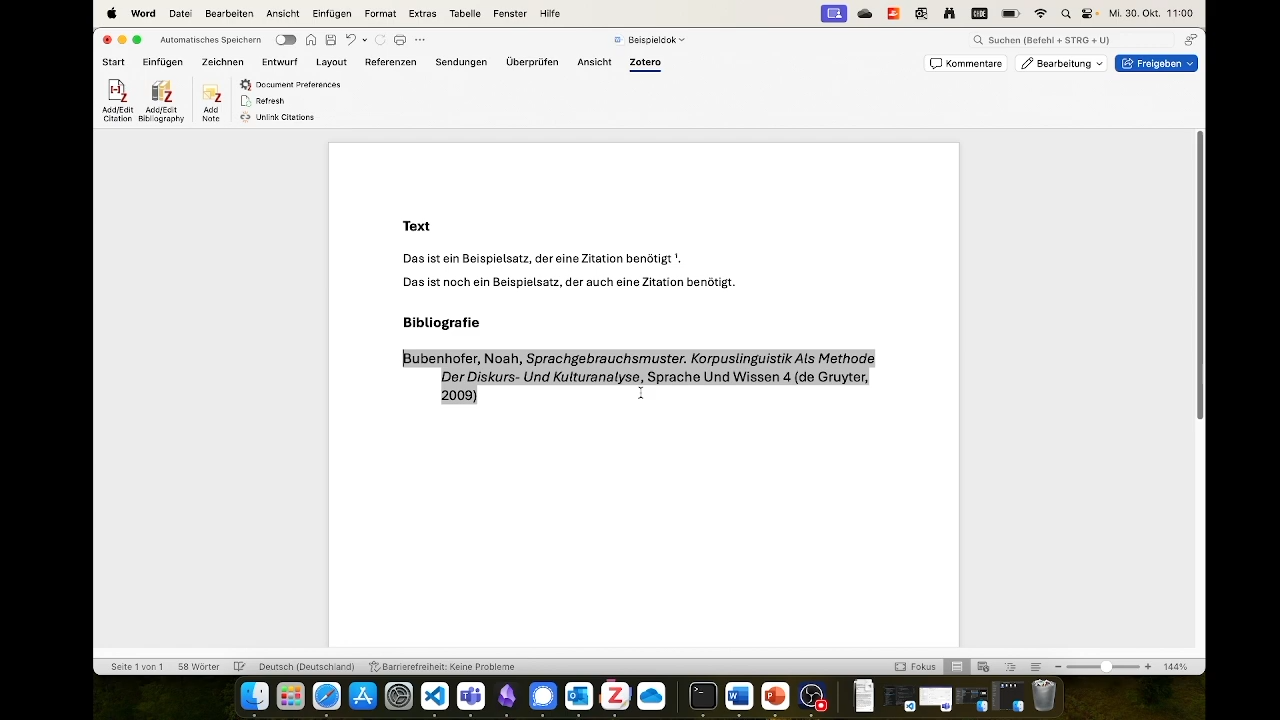 Word Datei Bearbeiten Ansicht Einfügen Format Extras Tabelle Fenster Hilfe Mi. 30. Okt. 11:00
Automatisches Speichern Beispieldok Suchen (Befehl + STRG + U)
Start Einfügen Zeichnen Entwurf Layout Referenzen Sendungen Überprüfen Ansicht Zotero Kommentare Bearbeitung Freigeben
Add/Edit Citation
Add/Edit Bibliography
Add Note
Document Preferences
Refresh
Unlink Citations
Text
Das ist ein Beispielsatz, der eine Zitation benötigt ¹.
Das ist noch ein Beispielsatz, der auch eine Zitation benötigt.
Bibliografie
Bubenhofer, Noah, Sprachgebrauchsmuster. Korpuslinguistik Als Methode
Der Diskurs- Und Kulturanalyse, Sprache Und Wissen 4 (de Gruyter,
2009)
Seite 1 von 1 58 Wörter Deutsch (Deutschland) Barrierefreiheit: Keine Probleme Fokus 144%